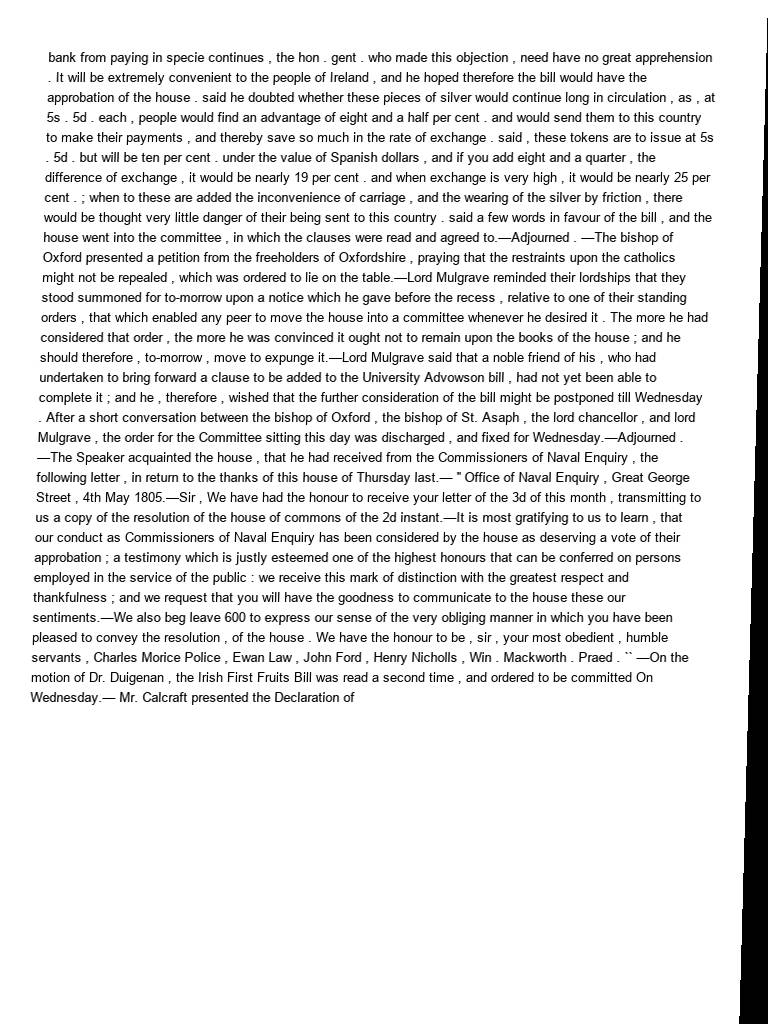 bank from paying in specie continues , the hon . gent . who made this objection , need have no great apprehension
. It will be extremely convenient to the people of Ireland , and he hoped therefore the bill would have the
approbation of the house . said he doubted whether these pieces of silver would continue long in circulation , as , at
5s . 5d . each , people would find an advantage of eight and a half per cent . and would send them to this country
to make their payments , and thereby save so much in the rate of exchange . said , these tokens are to issue at 5s
. 5d . but will be ten per cent . under the value of Spanish dollars , and if you add eight and a quarter , the
difference of exchange , it would be nearly 19 per cent . and when exchange is very high , it would be nearly 25 per
cent . ; when to these are added the inconvenience of carriage , and the wearing of the silver by friction , there
would be thought very little danger of their being sent to this country . said a few words in favour of the bill , and the
house went into the committee , in which the clauses were read and agreed to.—Adjourned . —The bishop of
Oxford presented a petition from the freeholders of Oxfordshire , praying that the restraints upon the catholics
might not be repealed , which was ordered to lie on the table.—Lord Mulgrave reminded their lordships that they
stood summoned for to-morrow upon a notice which he gave before the recess , relative to one of their standing
orders , that which enabled any peer to move the house into a committee whenever he desired it . The more he had
considered that order , the more he was convinced it ought not to remain upon the books of the house ; and he
should therefore , to-morrow , move to expunge it.—Lord Mulgrave said that a noble friend of his , who had
undertaken to bring forward a clause to be added to the University Advowson bill , had not yet been able to
complete it ; and he , therefore , wished that the further consideration of the bill might be postponed till Wednesday
. After a short conversation between the bishop of Oxford , the bishop of St. Asaph , the lord chancellor , and lord
Mulgrave , the order for the Committee sitting this day was discharged , and fixed for Wednesday.—Adjourned .
—The Speaker acquainted the house , that he had received from the Commissioners of Naval Enquiry , the
following letter , in return to the thanks of this house of Thursday last.— " Office of Naval Enquiry , Great George
Street , 4th May 1805.—Sir , We have had the honour to receive your letter of the 3d of this month , transmitting to
us a copy of the resolution of the house of commons of the 2d instant.—It is most gratifying to us to learn , that
our conduct as Commissioners of Naval Enquiry has been considered by the house as deserving a vote of their
approbation ; a testimony which is justly esteemed one of the highest honours that can be conferred on persons
employed in the service of the public : we receive this mark of distinction with the greatest respect and
thankfulness ; and we request that you will have the goodness to communicate to the house these our
sentiments.—We also beg leave 600 to express our sense of the very obliging manner in which you have been
pleased to convey the resolution , of the house . We have the honour to be , sir , your most obedient , humble
servants , Charles Morice Police , Ewan Law , John Ford , Henry Nicholls , Win . Mackworth . Praed . `` —On the
motion of Dr. Duigenan , the Irish First Fruits Bill was read a second time , and ordered to be committed On
Wednesday.— Mr. Calcraft presented the Declaration of